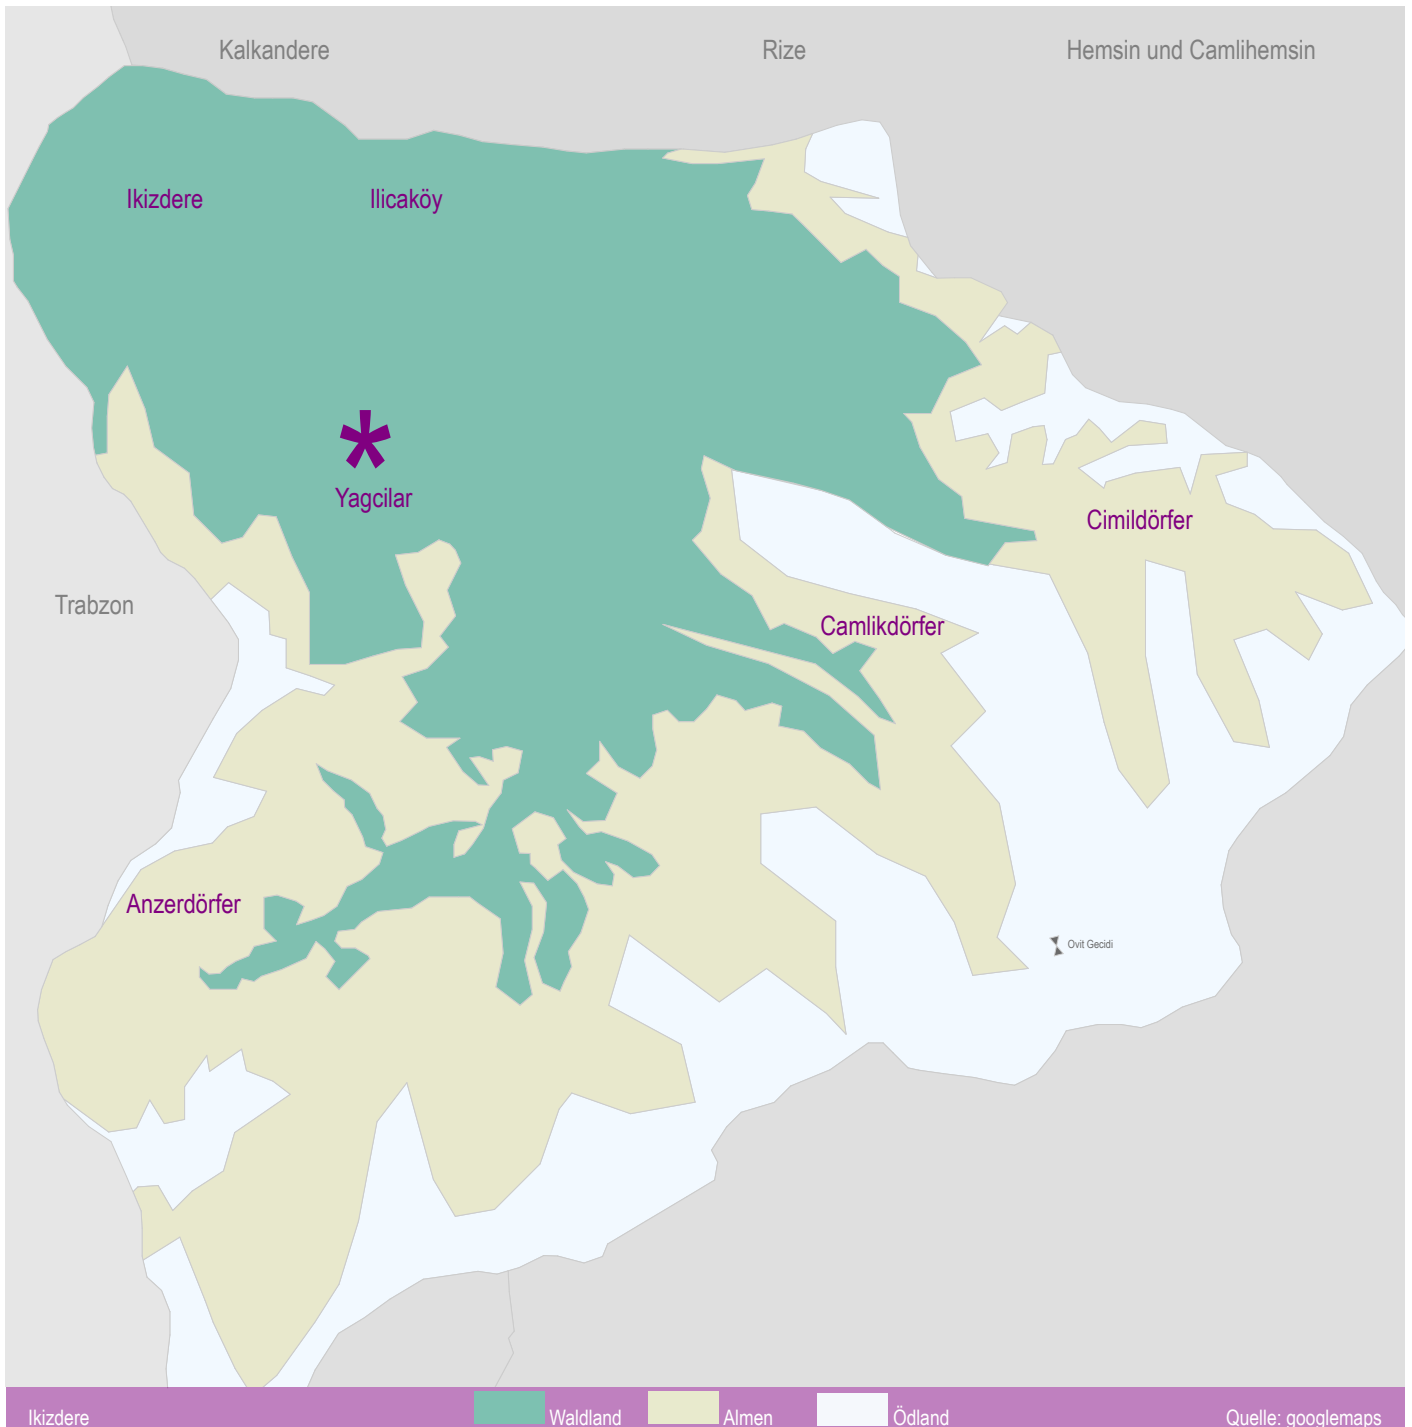 Kalkandere
Rize
Hemsin und Camlihemsin
Ikizdere
Ilicaköy
*
Yagcilar
Cimildörfer
Trabzon
Camlikdörfer
Anzerdörfer
Ovit Gecidi
Ikizdere
Waldland
Almen
Ödland
Quelle: googlemaps